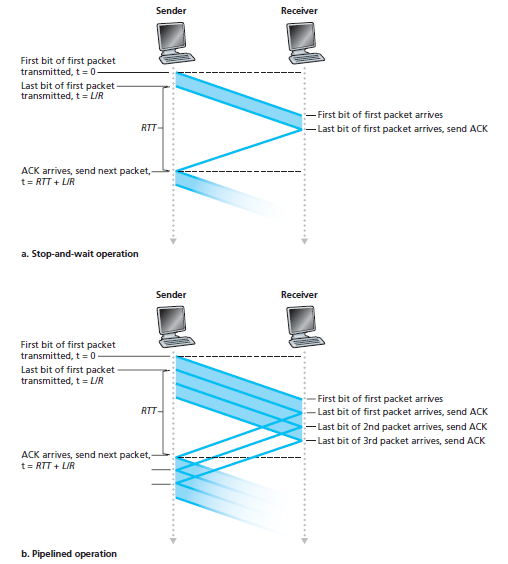 Sender
Receiver
First bit of first packet
transmitted, t = 0
Last bit of first packet
transmitted, t = L/R
First bit of first packet arrives
Last bit of first packet arrives, send ACK
RTT
ACK arrives, send next packet,
t = RTT + L/R
a. Stop-and-wait operation
Sender
Receiver
First bit of first packet
transmitted, t = 0
Last bit of first packet
transmitted, t = L/R
First bit of first packet arrives
Last bit of first packet arrives, send ACK
RTT
Last bit of 2nd packet arrives, send ACK
Last bit of 3rd packet arrives, send ACK
ACK arrives, send next packet,
t = RTT + L/R
b. Pipelined operation